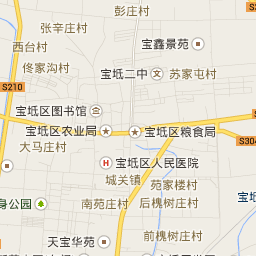 彭庄村
张辛庄村
西台村
宝鑫景苑
佟家沟村
宝坻二中
苏家屯村
S210
宝坻区图书馆
宝坻区农业局
宝坻区粮食局
大马庄村
S30
宝坻区人民医院
城关镇
苑家楼村
身公园
南苑庄村
后槐树庄村
宝坻
前槐树庄村
天宝华苑